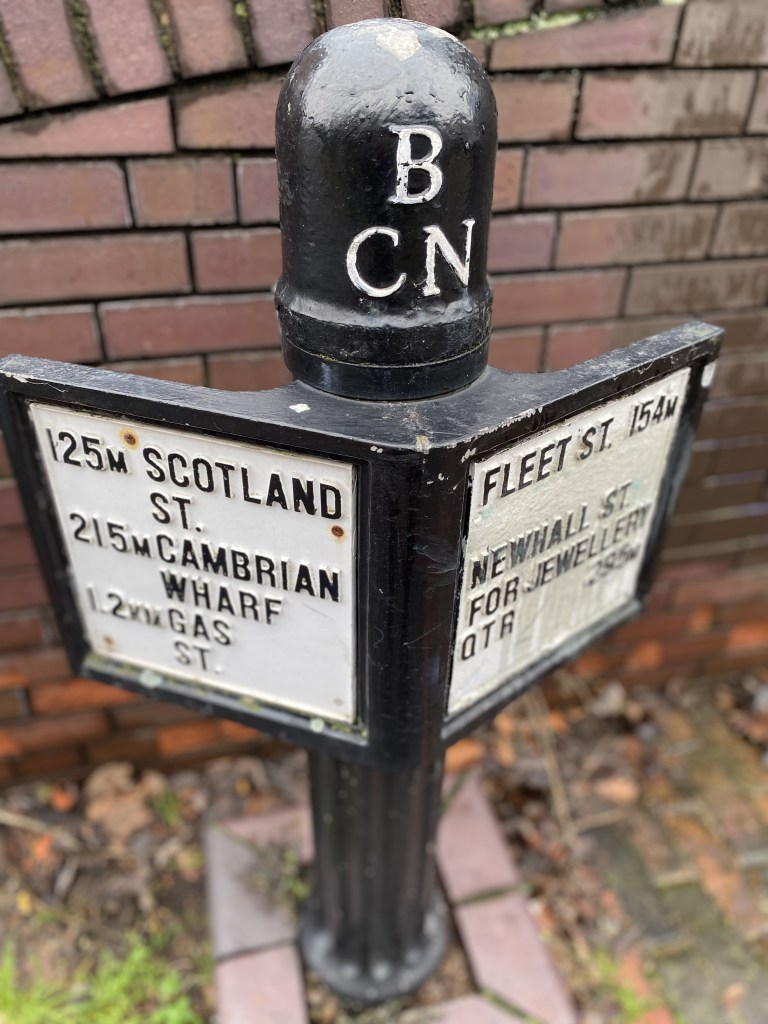 B
CN
125M SCOTLAND
ST.
215M CAMBRIAN
WHARF
1.2KM GAS
ST.
FLEET ST. 154M
NEWHALL ST.
FOR JEWELLERY
QTR 285M